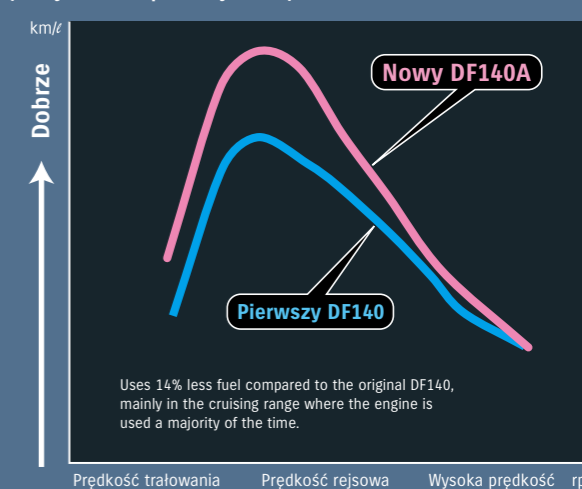 km/ℓ
Dobrze
Nowy DF140A
Pierwszy DF140
Uses 14% less fuel compared to the original DF140,
mainly in the cruising range where the engine is
used a majority of the time.
Prędkość trałowania Prędkość rejsowa Wysoka prędkość